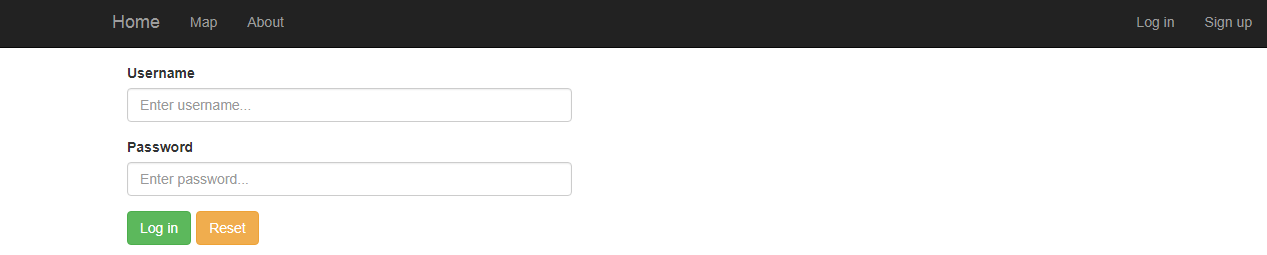 Home Map About Log in Sign up
Username
Enter username...
Password
Enter password...
Log in Reset